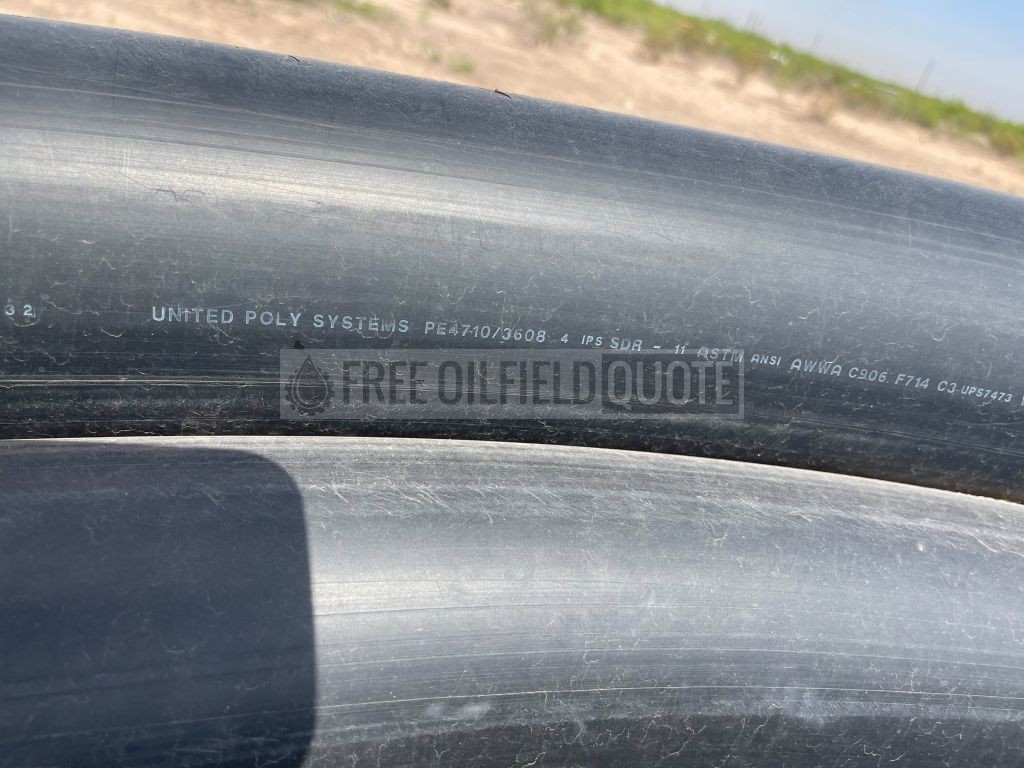 32
UNITED POLY SYSTEMS PE4710/3608 4 IPS SDR - 11 ASTM ANSI AWWA C906 F714 C3 UPS7473
FREE OILFIELD QUOTE